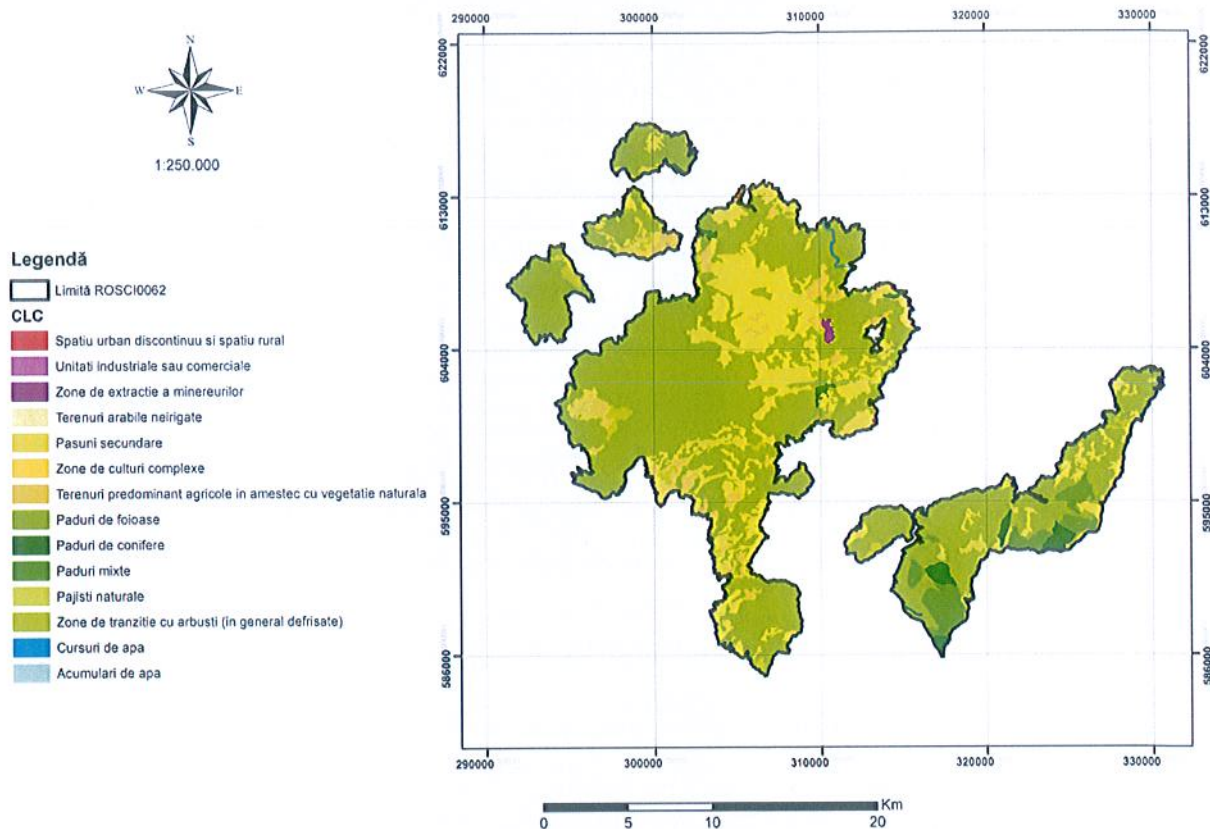 290000 300000 310000 320000 330000
N
W E
S
1:250.000
622000 622000
613000 613000
604000 604000
595000 595000
586000 586000
Legendă
Limită ROSCI0062
CLC
Spatiu urban discontinuu si spatiu rural
Unitati industriale sau comerciale
Zone de extractie a minereurilor
Terenuri arabile neirigate
Pasuni secundare
Zone de culturi complexe
Terenuri predominant agricole in amestec cu vegetatie naturala
Paduri de foioase
Paduri de conifere
Paduri mixte
Pajisti naturale
Zone de tranzitie cu arbusti (in general defrisate)
Cursuri de apa
Acumulari de apa
290000 300000 310000 320000 330000
Km
0 5 10 20